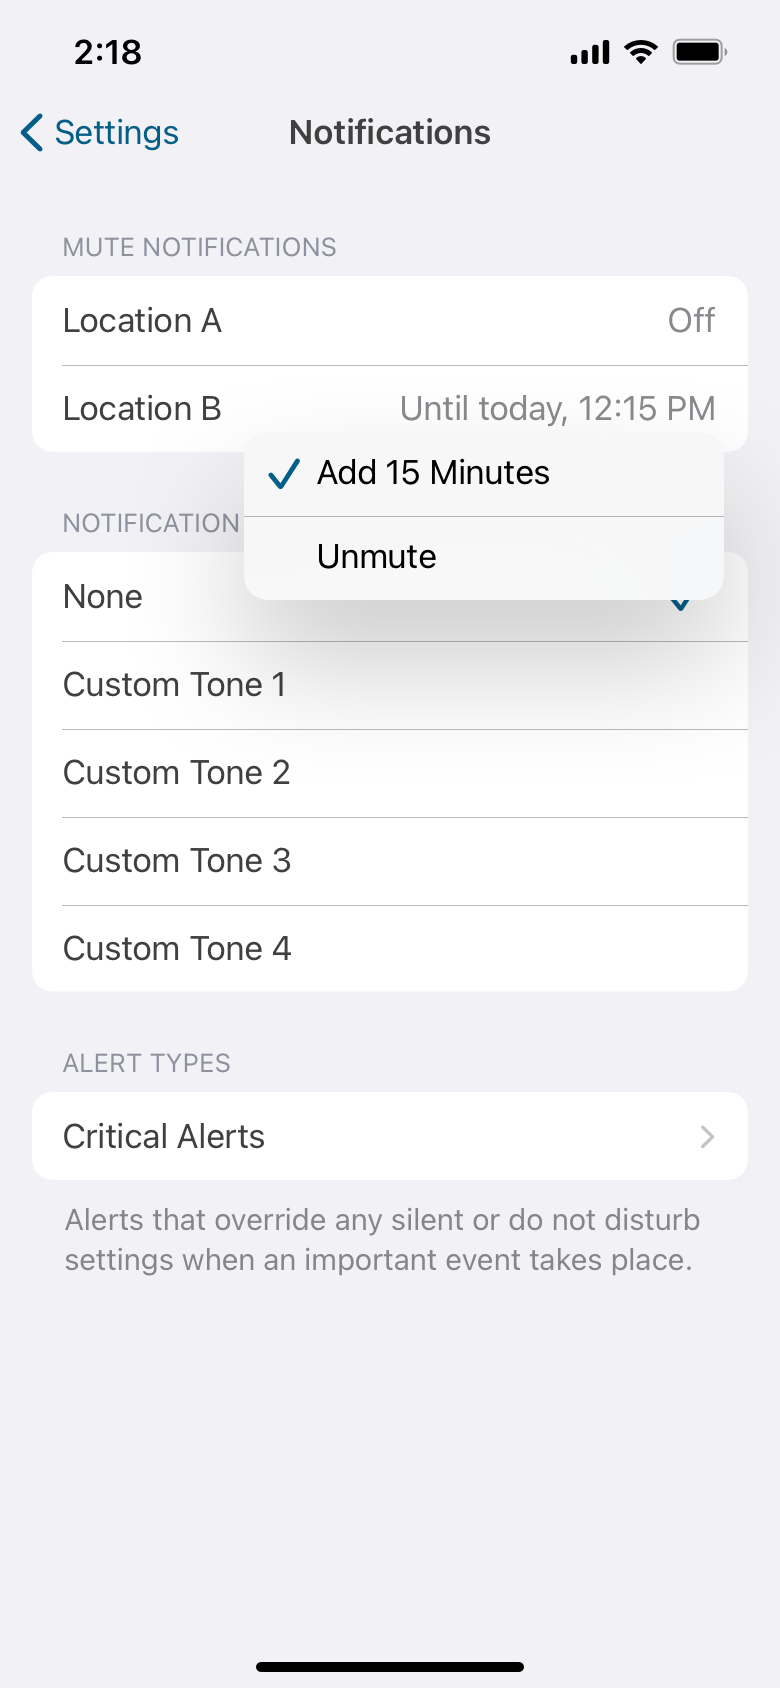 2:18
Settings
Notifications
MUTE NOTIFICATIONS
Location A
Off
Location B
Until today, 12:15 PM
Add 15 Minutes
Unmute
NOTIFICATION
None
Custom Tone 1
Custom Tone 2
Custom Tone 3
Custom Tone 4
ALERT TYPES
Critical Alerts
Alerts that override any silent or do not disturb
settings when an important event takes place.